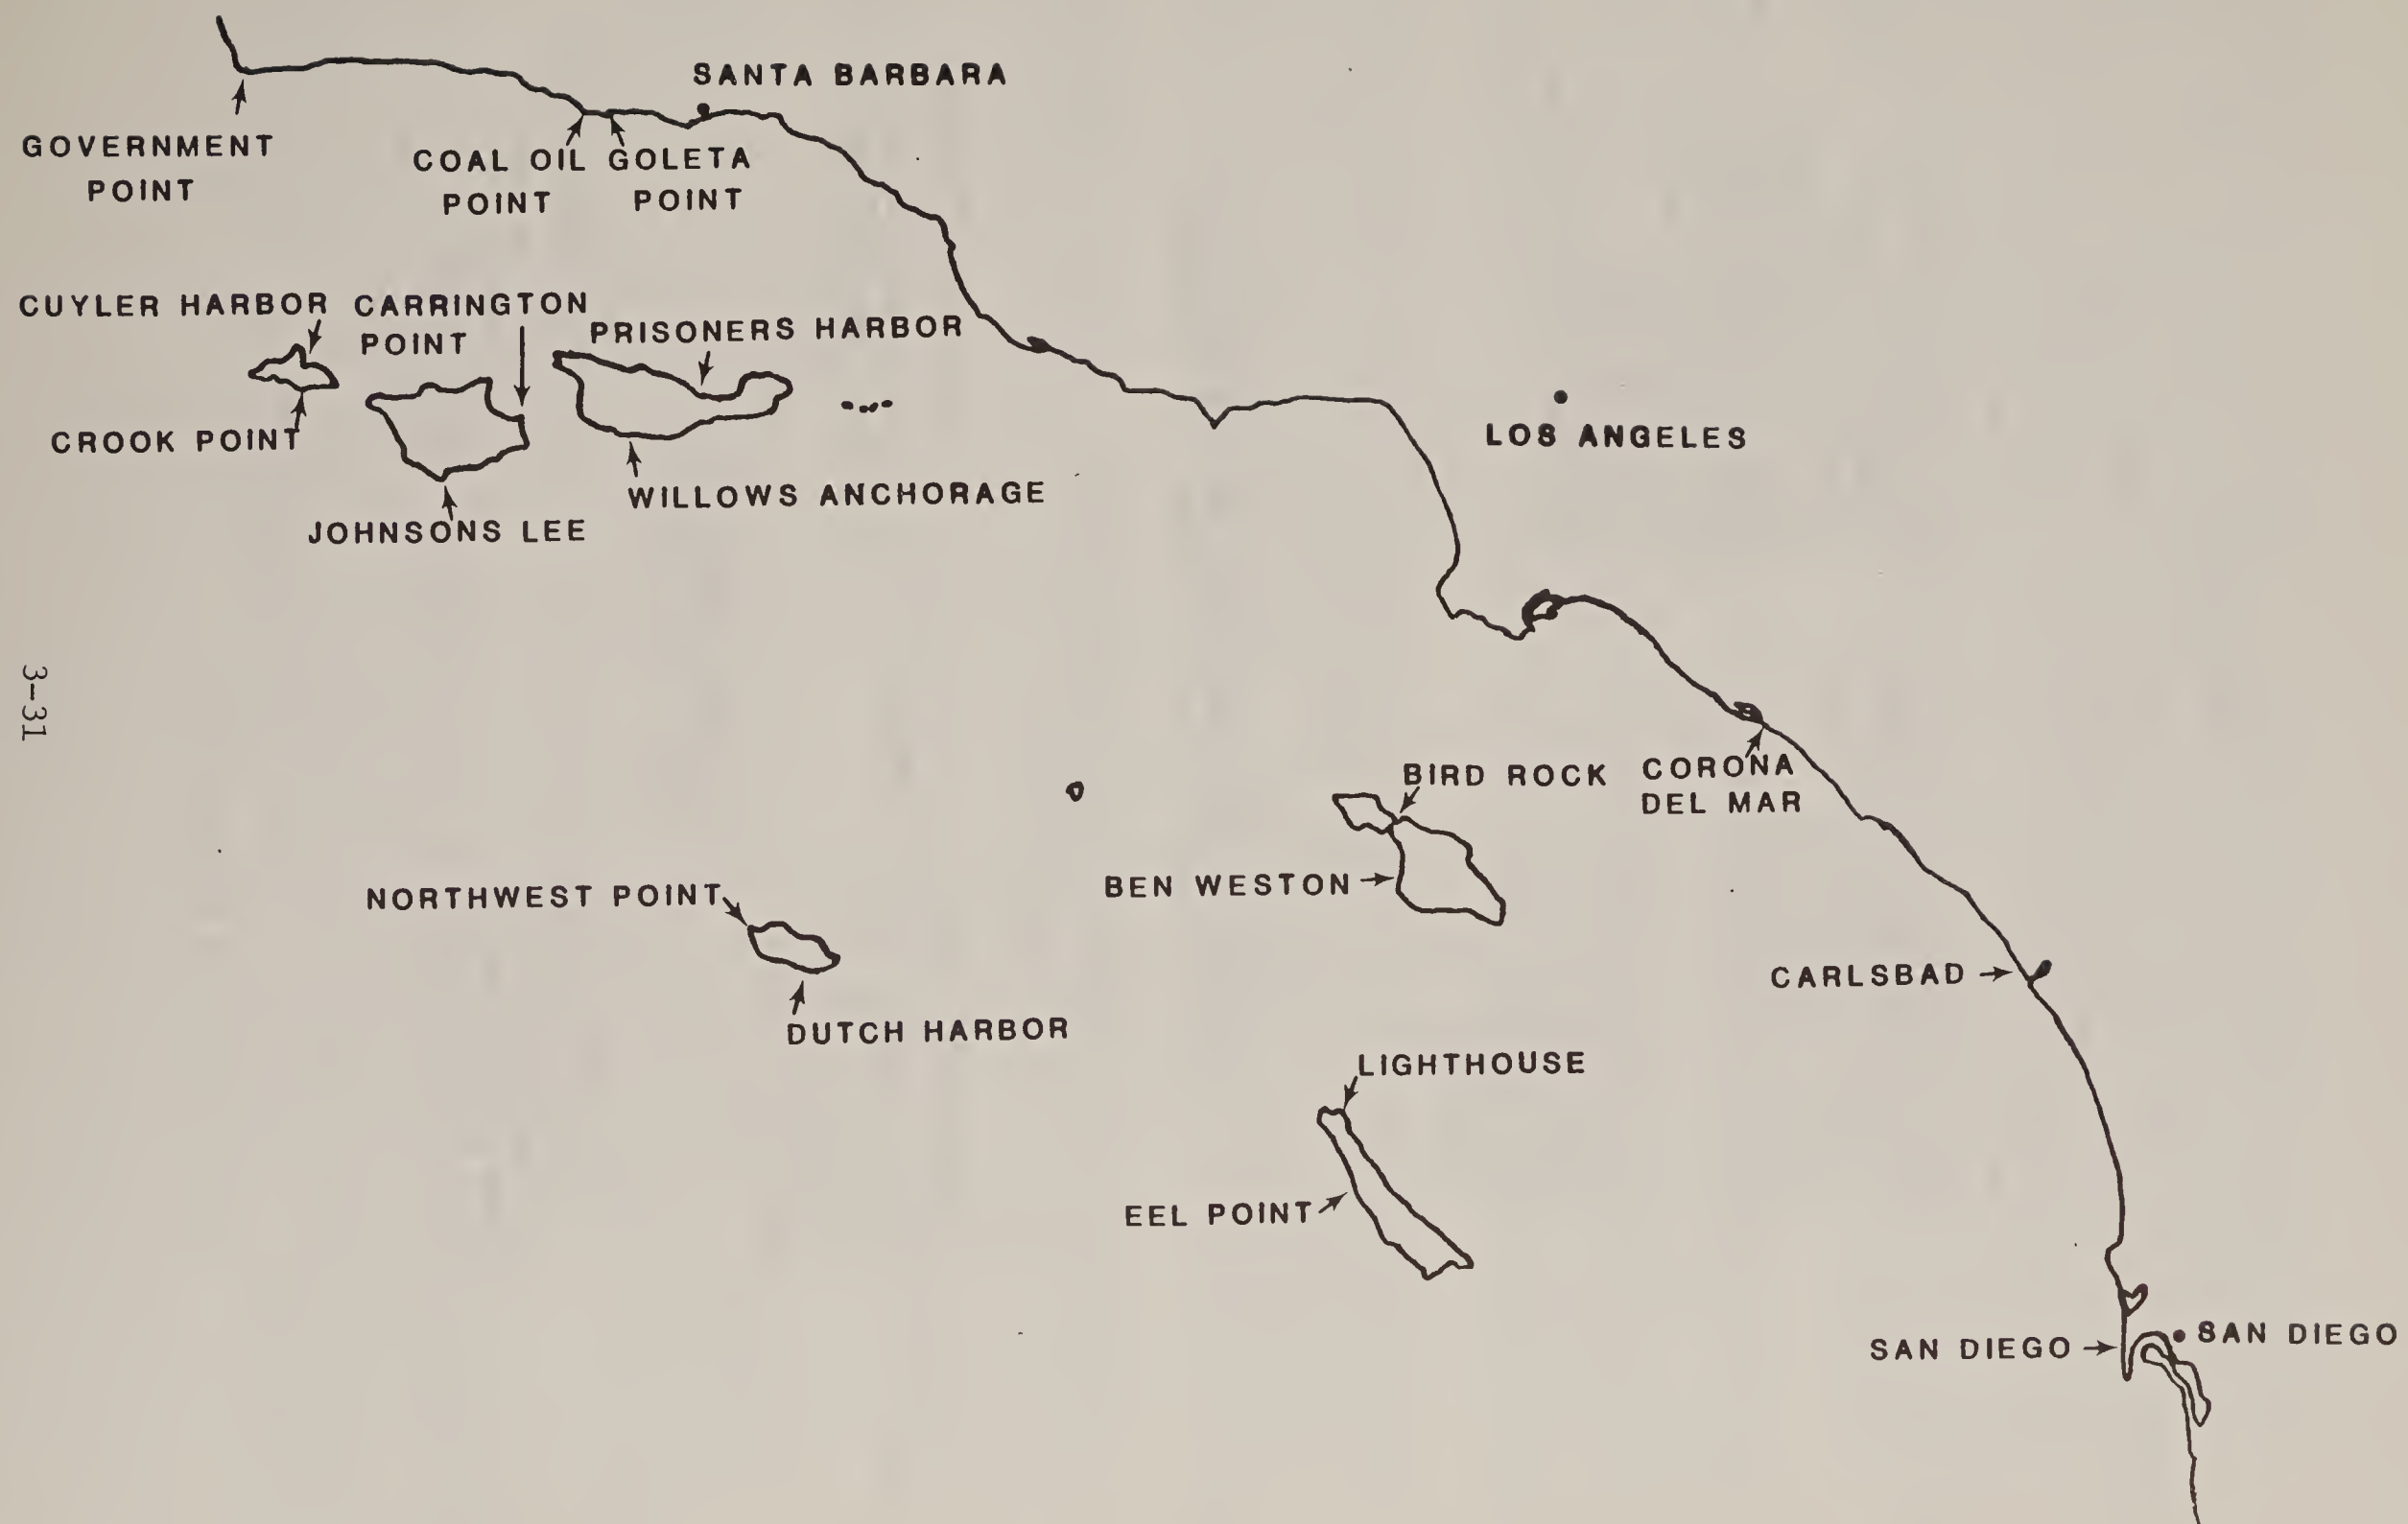 SANTA BARBARA
GOVERNMENT
POINT
COAL OIL
POINT
GOLETA
POINT
CUYLER HARBOR
CARRINGTON
POINT
PRISONERS HARBOR
CROOK POINT
LOS ANGELES
WILLOWS ANCHORAGE
JOHNSONS LEE
3-31
BIRD ROCK
CORONA
DEL MAR
BEN WESTON
NORTHWEST POINT
CARLSBAD
DUTCH HARBOR
LIGHTHOUSE
EEL POINT
SAN DIEGO
SAN DIEGO